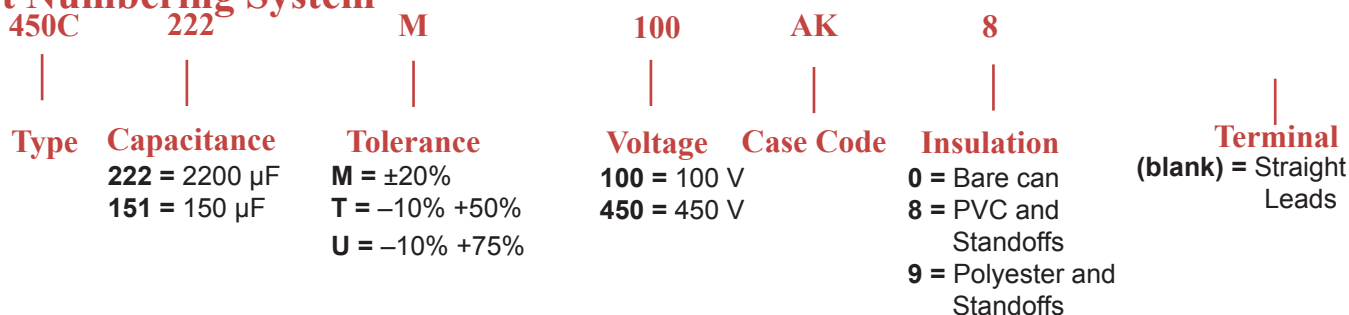 t Numbering System
450C 222 M 100 AK 8
Type Capacitance Tolerance Voltage Case Code Insulation Terminal
222 = 2200 µF M = ±20% 100 = 100 V 0 = Bare can (blank) = Straight
151 = 150 µF T = –10% +50% 450 = 450 V 8 = PVC and Leads
U = –10% +75% Standoffs
9 = Polyester and
Standoffs